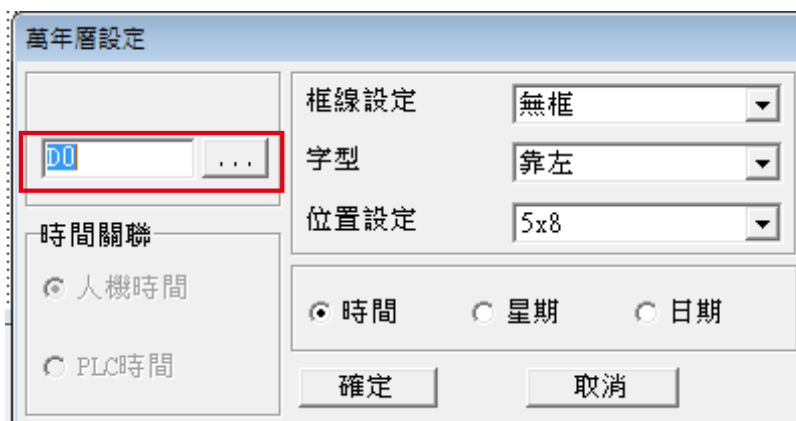 萬年曆設定
D0
...
時間關聯
人機時間
PLC時間
框線設定
無框
字型
靠左
位置設定
5x8
時間
星期
日期
確定
取消